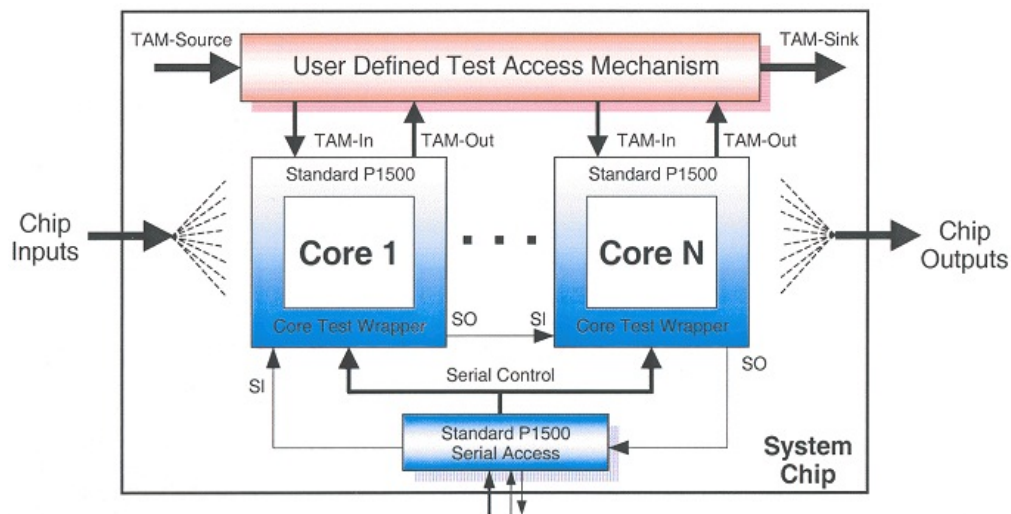 TAM-Source
User Defined Test Access Mechanism
TAM-Sink
TAM-In
TAM-Out
TAM-In
TAM-Out
Standard P1500
Standard P1500
Chip
Inputs
Core 1
Core N
Chip
Outputs
Core Test Wrapper
SO
SI
Core Test Wrapper
SI
Serial Control
SO
Standard P1500
Serial Access
System
Chip